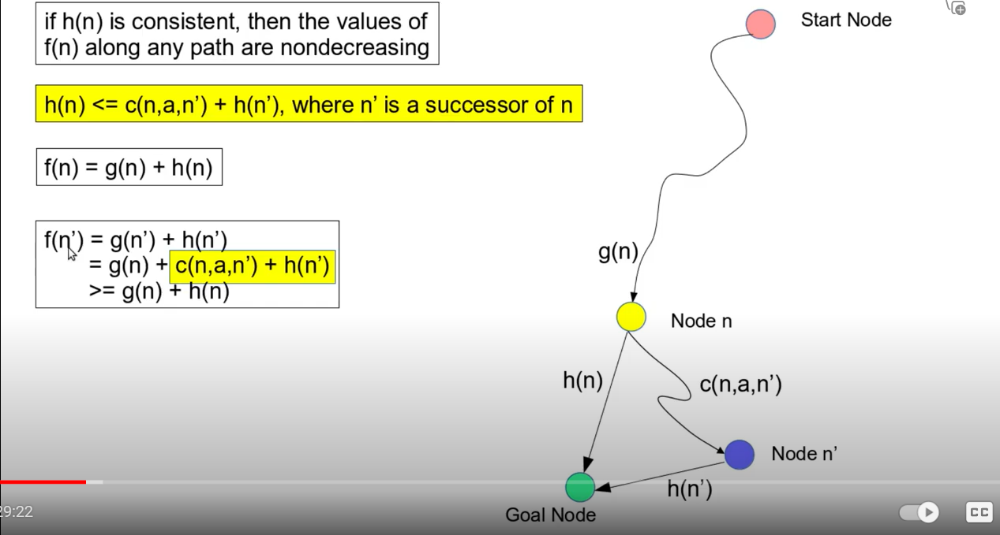 if h(n) is consistent, then the values of
f(n) along any path are nondecreasing
h(n) <= c(n,a,n’) + h(n’), where n’ is a successor of n
f(n) = g(n) + h(n)
f(n’) = g(n’) + h(n’)
= g(n) + c(n,a,n’) + h(n’)
>= g(n) + h(n)
Start Node
g(n)
Node n
h(n)
c(n,a,n’)
Node n’
h(n’)
Goal Node
29:22
CC